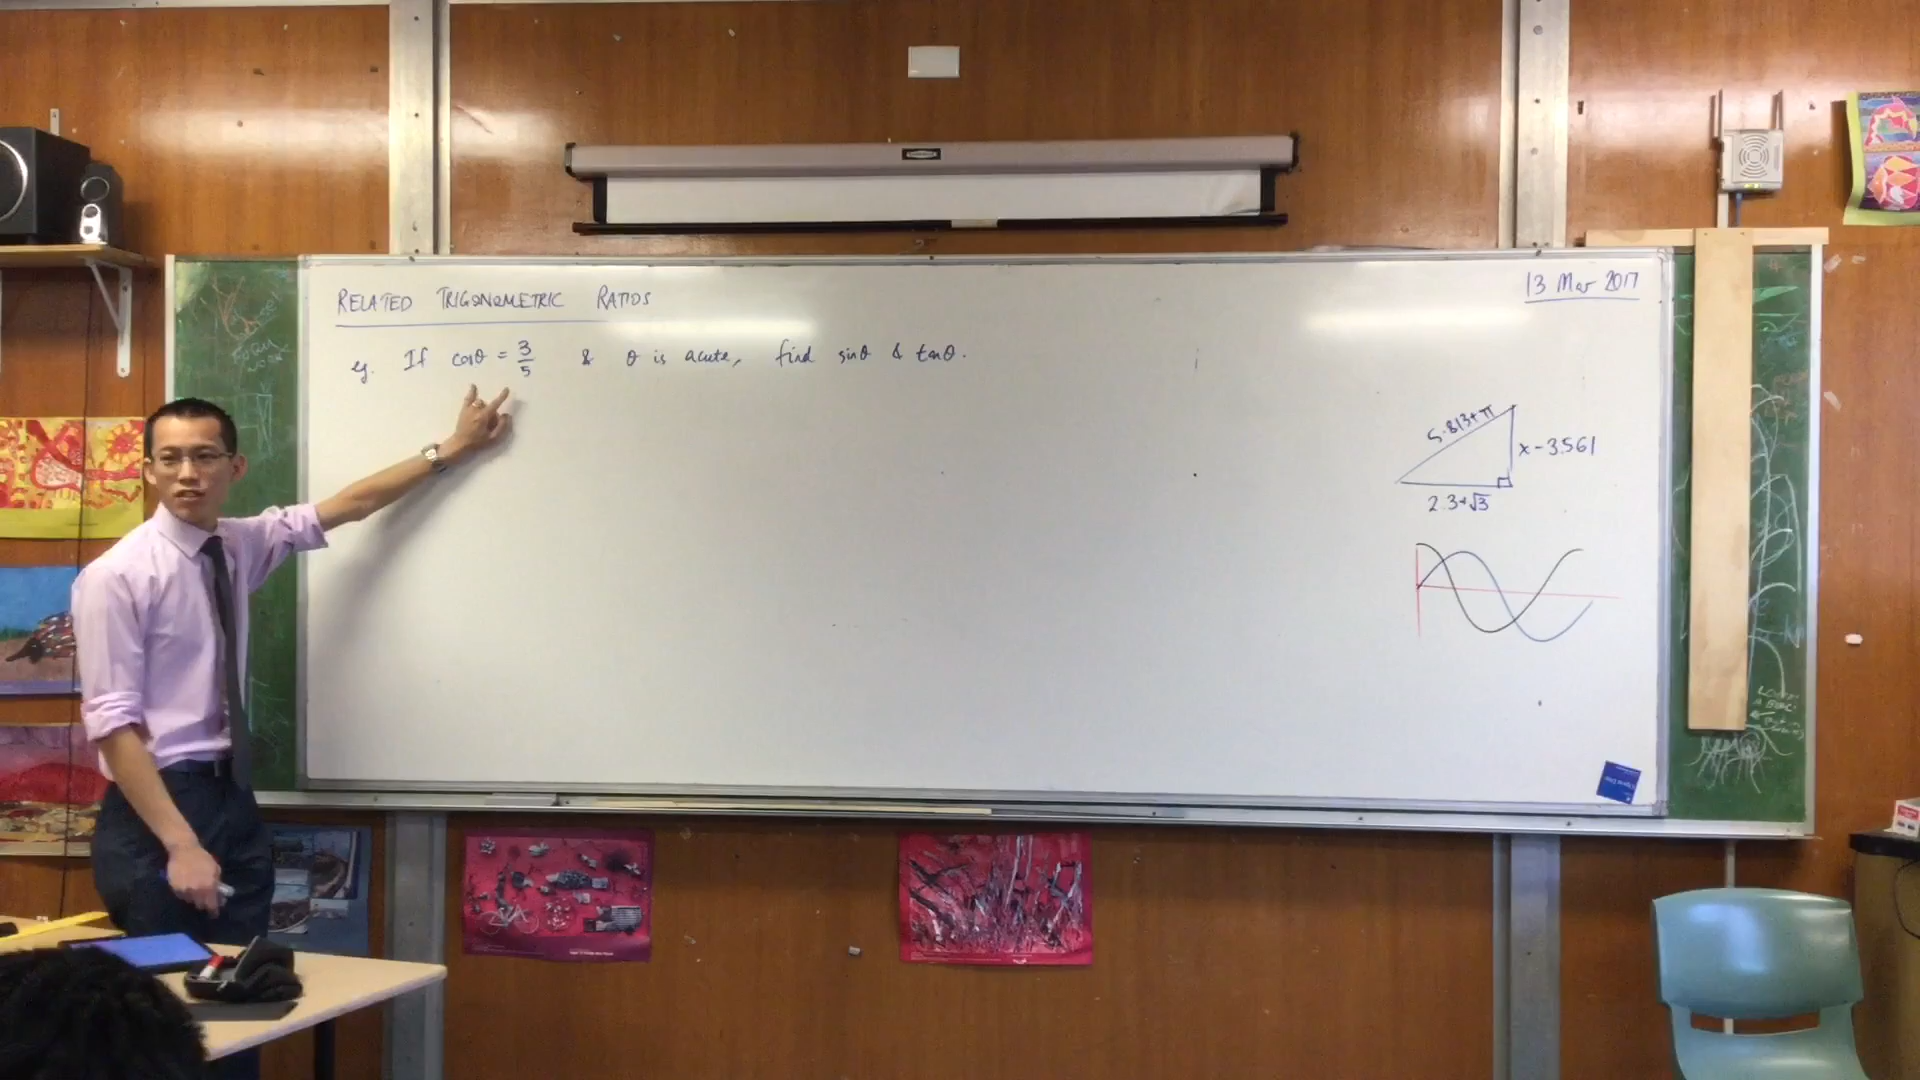 RELATED TRIGONOMETRIC RATIOS
13 Mar 2017
eg. If cosθ = 3/5 & θ is acute, find sinθ & tanθ.
5.813+π
x-3.561
2.3+√3